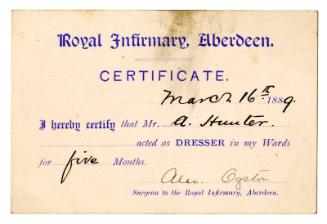 Royal Infirmary, Aberdeen.
CERTIFICATE.
March 16th 1889.
I hereby certify that Mr. A. Hunter.
acted as DRESSER in my Wards
for five Months.
Alex. Ogston
Surgeon to the Royal Infirmary, Aberdeen.